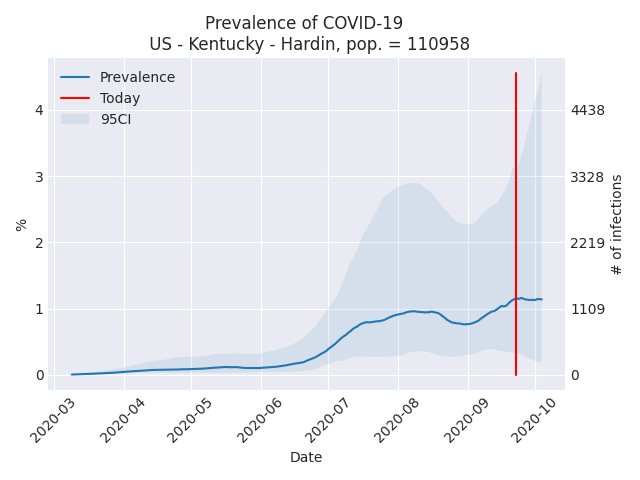 Prevalence of COVID-19
US - Kentucky - Hardin, pop. = 110958
Prevalence
Today
95CI
%
4
3
2
1
0
4438
3328
2219
1109
0
# of infections
2020-03
2020-04
2020-05
2020-06
2020-07
2020-08
2020-09
2020-10
Date